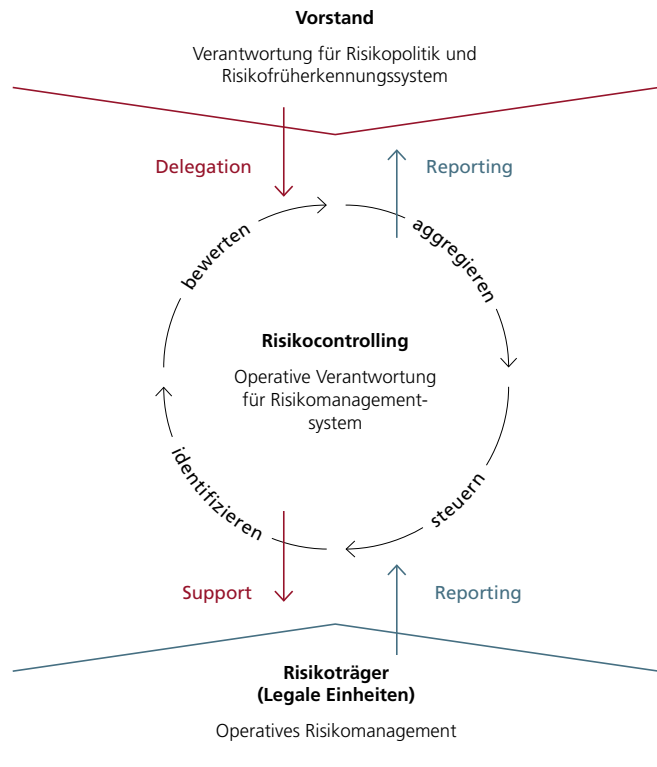 Vorstand
Verantwortung für Risikopolitik und
Risikofrüherkennungssystem
Delegation
Reporting
bewerten
aggregieren
Risikocontrolling
Operative Verantwortung
für Risikomanagement-
system
identifizieren
steuern
Support
Reporting
Risikoträger
(Legale Einheiten)
Operatives Risikomanagement